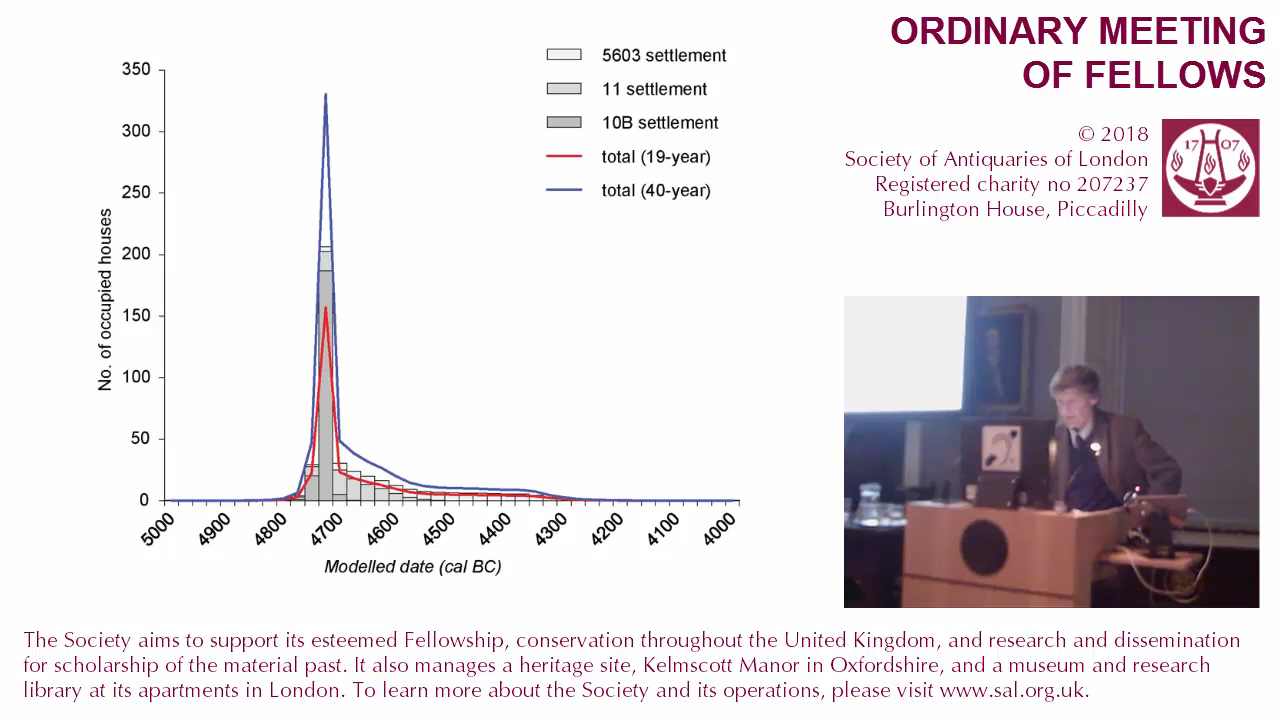 ORDINARY MEETING
OF FELLOWS
© 2018
Society of Antiquaries of London
Registered charity no 207237
Burlington House, Piccadilly
17 07
5603 settlement
11 settlement
10B settlement
total (19-year)
total (40-year)
No. of occupied houses
350
300
250
200
150
100
50
0
5000 4900 4800 4700 4600 4500 4400 4300 4200 4100 4000
Modelled date (cal BC)
The Society aims to support its esteemed Fellowship, conservation throughout the United Kingdom, and research and dissemination
for scholarship of the material past. It also manages a heritage site, Kelmscott Manor in Oxfordshire, and a museum and research
library at its apartments in London. To learn more about the Society and its operations, please visit www.sal.org.uk.